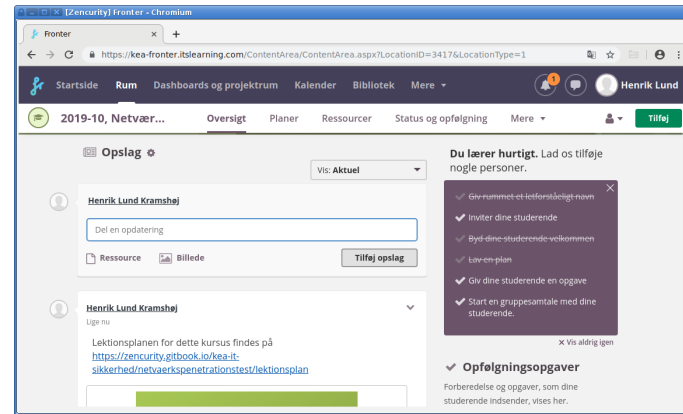 [Zencurity] Fronter - Chromium
Fronter × +
https://kea-fronter.itslearning.com/ContentArea/ContentArea.aspx?LocationID=3417&LocationType=1
Startside Rum Dashboards og projektrum Kalender Bibliotek Mere 1 Henrik Lund
2019-10, Netvær... Oversigt Planer Ressourcer Status og opfølgning Mere Tilføj
Opslag
Vis: Aktuel
Henrik Lund Kramshøj
Del en opdatering
Ressource Billede Tilføj opslag
Henrik Lund Kramshøj
Lige nu
Lektionsplanen for dette kursus findes på
https://zencurity.gitbook.io/kea-it-
sikkerhed/netvaerkspenetrationstest/lektionsplan
Du lærer hurtigt. Lad os tilføje
nogle personer.
Giv rummet et letforståeligt navn
Inviter dine studerende
Byd dine studerende velkommen
Lav en plan
Giv dine studerende en opgave
Start en gruppesamtale med dine
studerende.
× Vis aldrig igen
Opfølgningsopgaver
Forberedelse og opgaver, som dine
studerende indsender, vises her.